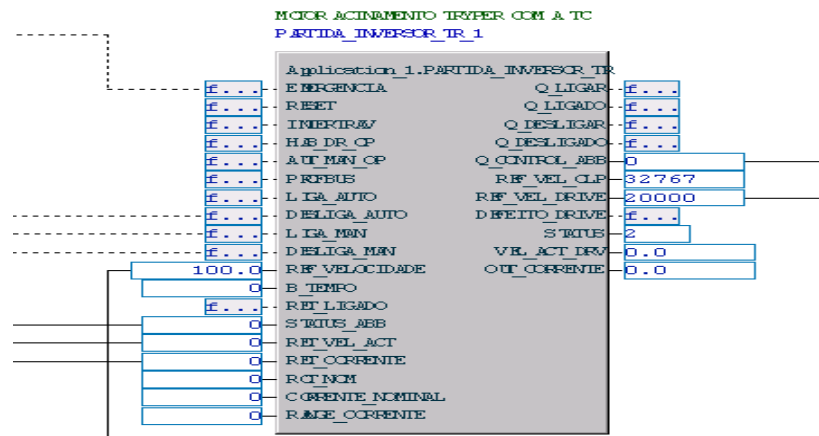 MOTOR ACINAMENTO TRYPER COM A TC
PARTIDA_INVERSOR_TR_1
Application_1.PARTIDA_INVERSOR_TR
f... EMERGENCIA Q_LIGAR f...
f... RESET Q_LIGADO f...
f... INTERTRAV Q_DESLIGAR f...
f... HAB_DR_OP Q_DESLIGADO f...
f... AUT_MAN_OP Q_CONTROL_ABB 0
f... PROFBUS REF_VEL_CLP 32767
f... LIGA_AUTO REF_VEL_DRIVE 20000
f... DESLIGA_AUTO DEFEITO_DRIVE f...
f... LIGA_MAN STATUS 2
f... DESLIGA_MAN VEL_ACT_DRV 0.0
100.0 REF_VELOCIDADE OUT_CORRENTE 0.0
0 B_TEMPO
f... RET_LIGADO
0 STATUS_ABB
0 RET_VEL_ACT
0 RET_CORRENTE
0 ROT_NOM
0 CORRENTE_NOMINAL
0 RANGE_CORRENTE